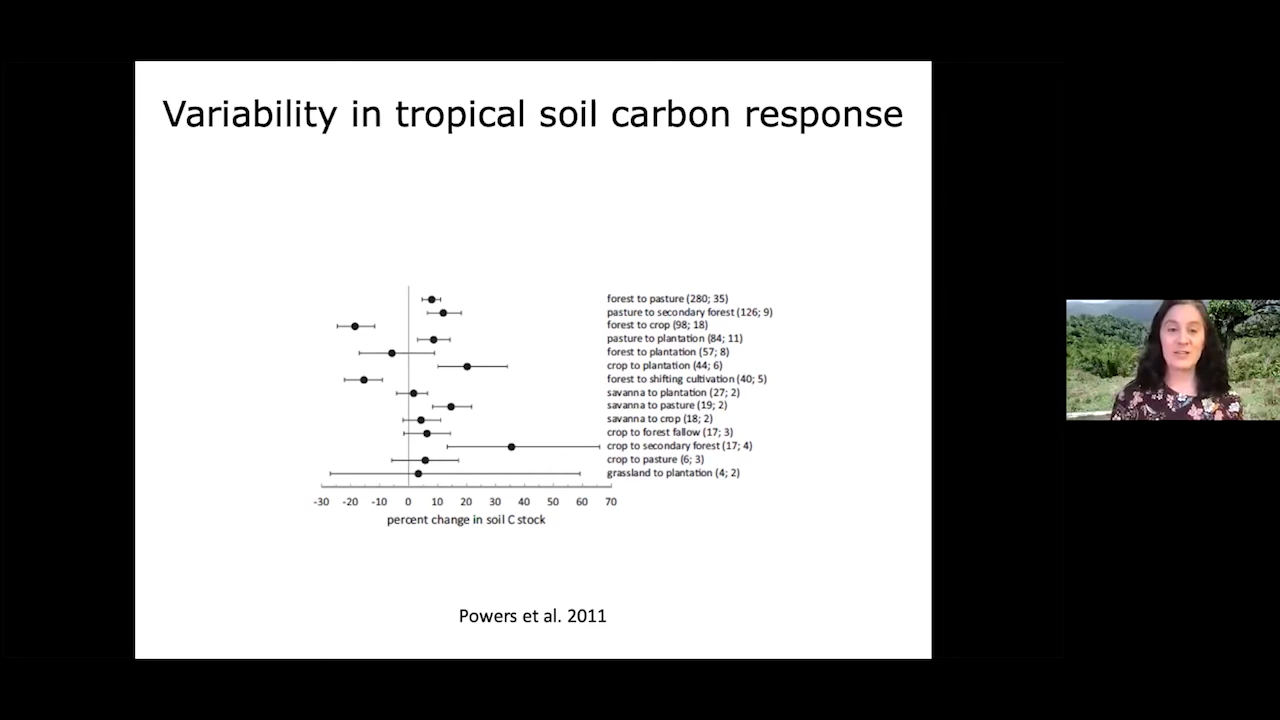 Variability in tropical soil carbon response
forest to pasture (280; 35)
pasture to secondary forest (126; 9)
forest to crop (98; 18)
pasture to plantation (84; 11)
forest to plantation (57; 8)
crop to plantation (44; 6)
forest to shifting cultivation (40; 5)
savanna to plantation (27; 2)
savanna to pasture (19; 2)
savanna to crop (18; 2)
crop to forest fallow (17; 3)
crop to secondary forest (17; 4)
crop to pasture (6; 3)
grassland to plantation (4; 2)
-30 -20 -10 0 10 20 30 40 50 60 70
percent change in soil C stock
Powers et al. 2011